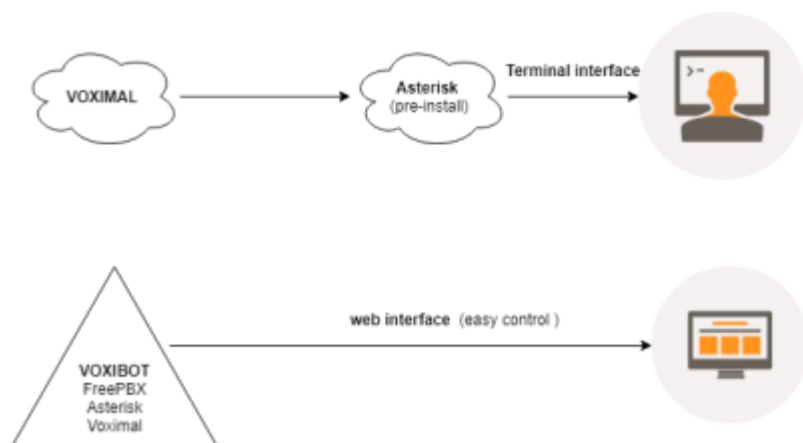 VOXIMAL
Asterisk
(pre-install)
Terminal interface
web interface (easy control )
VOXIBOT
FreePBX
Asterisk
Voximal